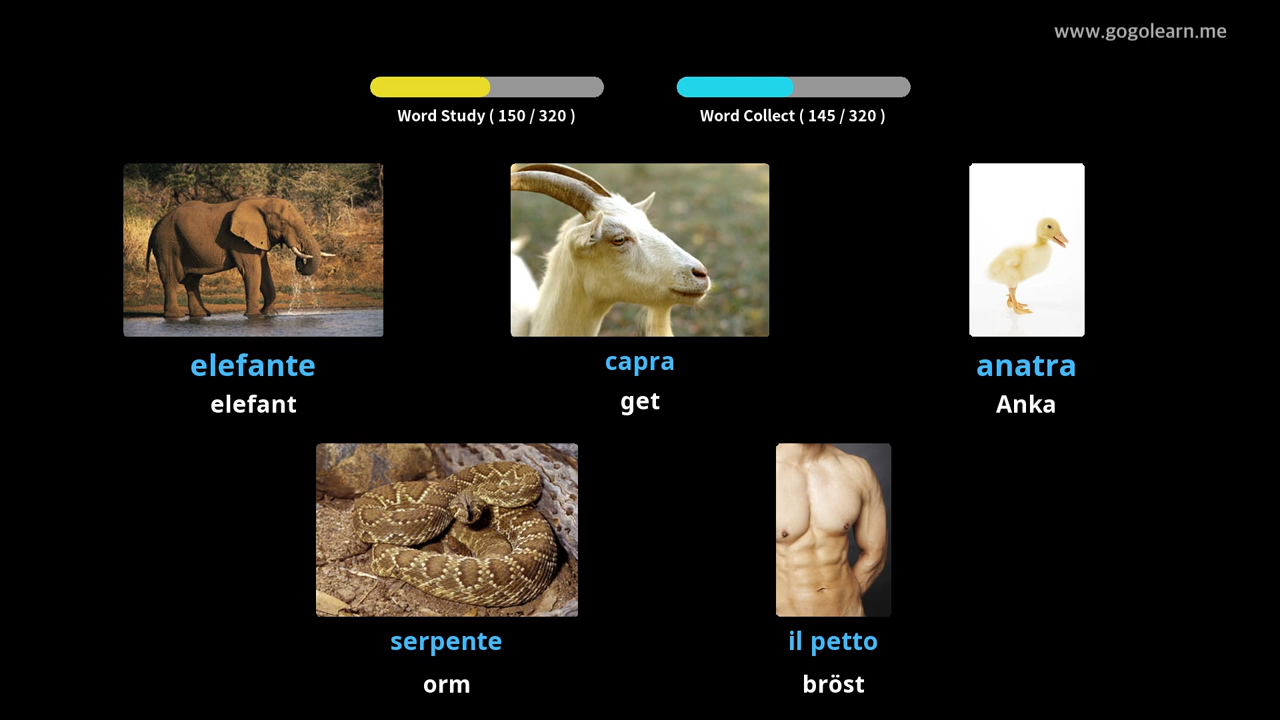 www.gogolearn.me
Word Study ( 150 / 320 )
Word Collect ( 145 / 320 )
elefante
elefant
capra
get
anatra
Anka
serpente
orm
il petto
bröst